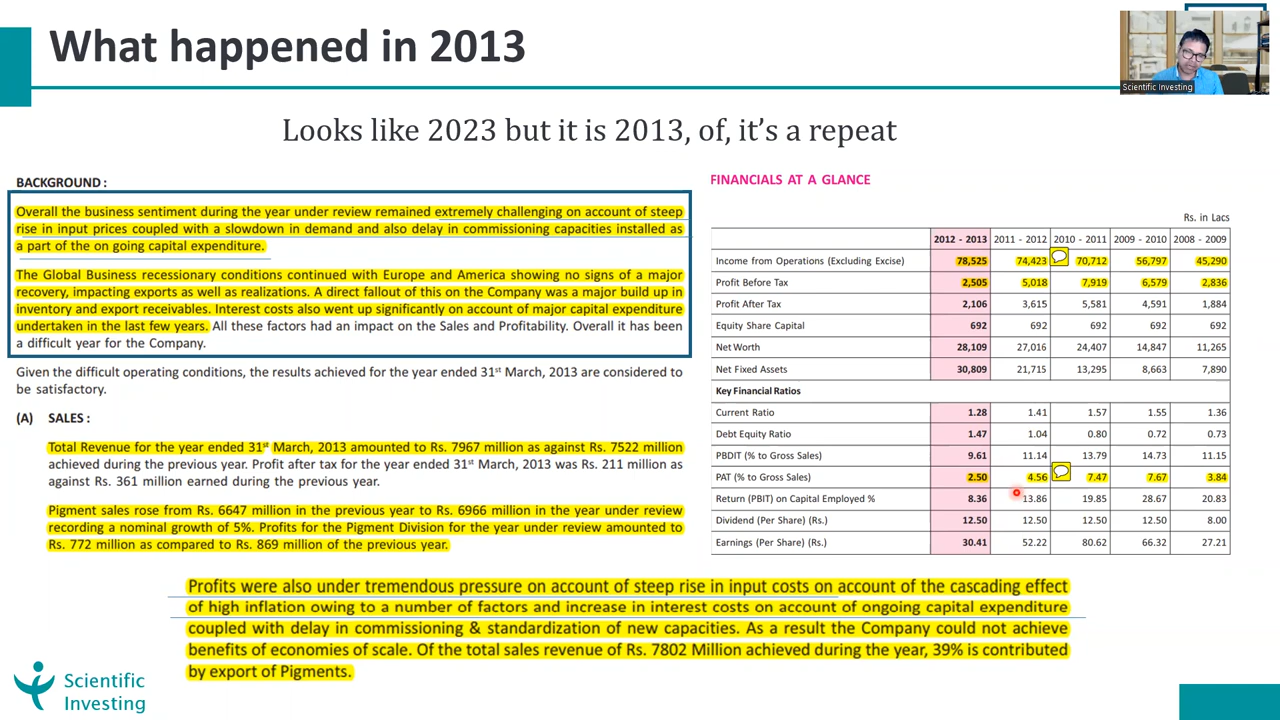 What happened in 2013
Scientific Investing
Looks like 2023 but it is 2013, of, it’s a repeat
BACKGROUND :
Overall the business sentiment during the year under review remained extremely challenging on account of steep
rise in input prices coupled with a slowdown in demand and also delay in commissioning capacities installed as
a part of the on going capital expenditure.
The Global Business recessionary conditions continued with Europe and America showing no signs of a major
recovery, impacting exports as well as realizations. A direct fallout of this on the Company was a major build up in
inventory and export receivables. Interest costs also went up significantly on account of major capital expenditure
undertaken in the last few years. All these factors had an impact on the Sales and Profitability. Overall it has been
a difficult year for the Company.
Given the difficult operating conditions, the results achieved for the year ended 31st March, 2013 are considered to
be satisfactory.
(A) SALES :
Total Revenue for the year ended 31st March, 2013 amounted to Rs. 7967 million as against Rs. 7522 million
achieved during the previous year. Profit after tax for the year ended 31st March, 2013 was Rs. 211 million as
against Rs. 361 million earned during the previous year.
Pigment sales rose from Rs. 6647 million in the previous year to Rs. 6966 million in the year under review
recording a nominal growth of 5%. Profits for the Pigment Division for the year under review amounted to
Rs. 772 million as compared to Rs. 869 million of the previous year.
FINANCIALS AT A GLANCE
Rs. in Lacs
2012 - 2013 2011 - 2012 2010 - 2011 2009 - 2010 2008 - 2009
Income from Operations (Excluding Excise) 78,525 74,423 70,712 56,797 45,290
Profit Before Tax 2,505 5,018 7,919 6,579 2,836
Profit After Tax 2,106 3,615 5,581 4,591 1,884
Equity Share Capital 692 692 692 692 692
Net Worth 28,109 27,016 24,407 14,847 11,265
Net Fixed Assets 30,809 21,715 13,295 8,663 7,890
Key Financial Ratios
Current Ratio 1.28 1.41 1.57 1.55 1.36
Debt Equity Ratio 1.47 1.04 0.80 0.72 0.73
PBDIT (% to Gross Sales) 9.61 11.14 13.79 14.73 11.15
PAT (% to Gross Sales) 2.50 4.56 7.47 7.67 3.84
Return (PBIT) on Capital Employed % 8.36 13.86 19.85 28.67 20.83
Dividend (Per Share) (Rs.) 12.50 12.50 12.50 12.50 8.00
Earnings (Per Share) (Rs.) 30.41 52.22 80.62 66.32 27.21
Profits were also under tremendous pressure on account of steep rise in input costs on account of the cascading effect
of high inflation owing to a number of factors and increase in interest costs on account of ongoing capital expenditure
coupled with delay in commissioning & standardization of new capacities. As a result the Company could not achieve
benefits of economies of scale. Of the total sales revenue of Rs. 7802 Million achieved during the year, 39% is contributed
by export of Pigments.
Scientific
Investing